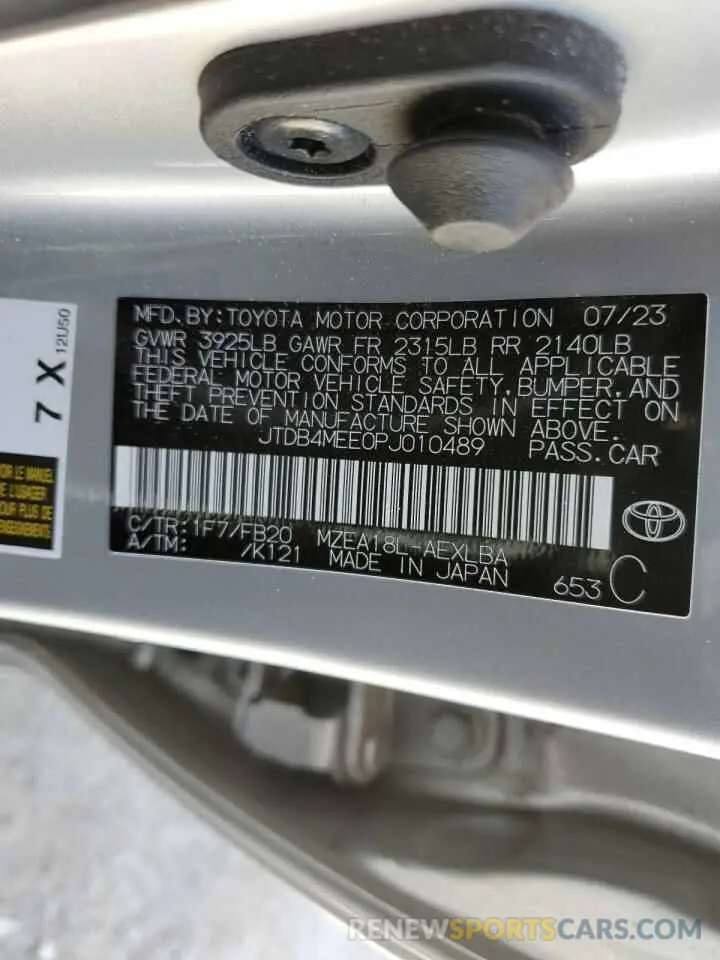 MFD.BY:TOYOTA MOTOR CORPORATION 07/23
GVWR 3925LB GAWR FR 2315LB RR 2140LB
THIS VEHICLE CONFORMS TO ALL APPLICABLE
FEDERAL MOTOR VEHICLE SAFETY, BUMPER, AND
THEFT PREVENTION STANDARDS IN EFFECT ON
THE DATE OF MANUFACTURE SHOWN ABOVE.
JTDB4MEE0PJ010489 PASS.CAR
C/TR:1F7/FB20 MZEA18L-AEXLBA
A/TM: /K121 MADE IN JAPAN 653 C
7 X 12U50
RENEWSPORTSCARS.COM